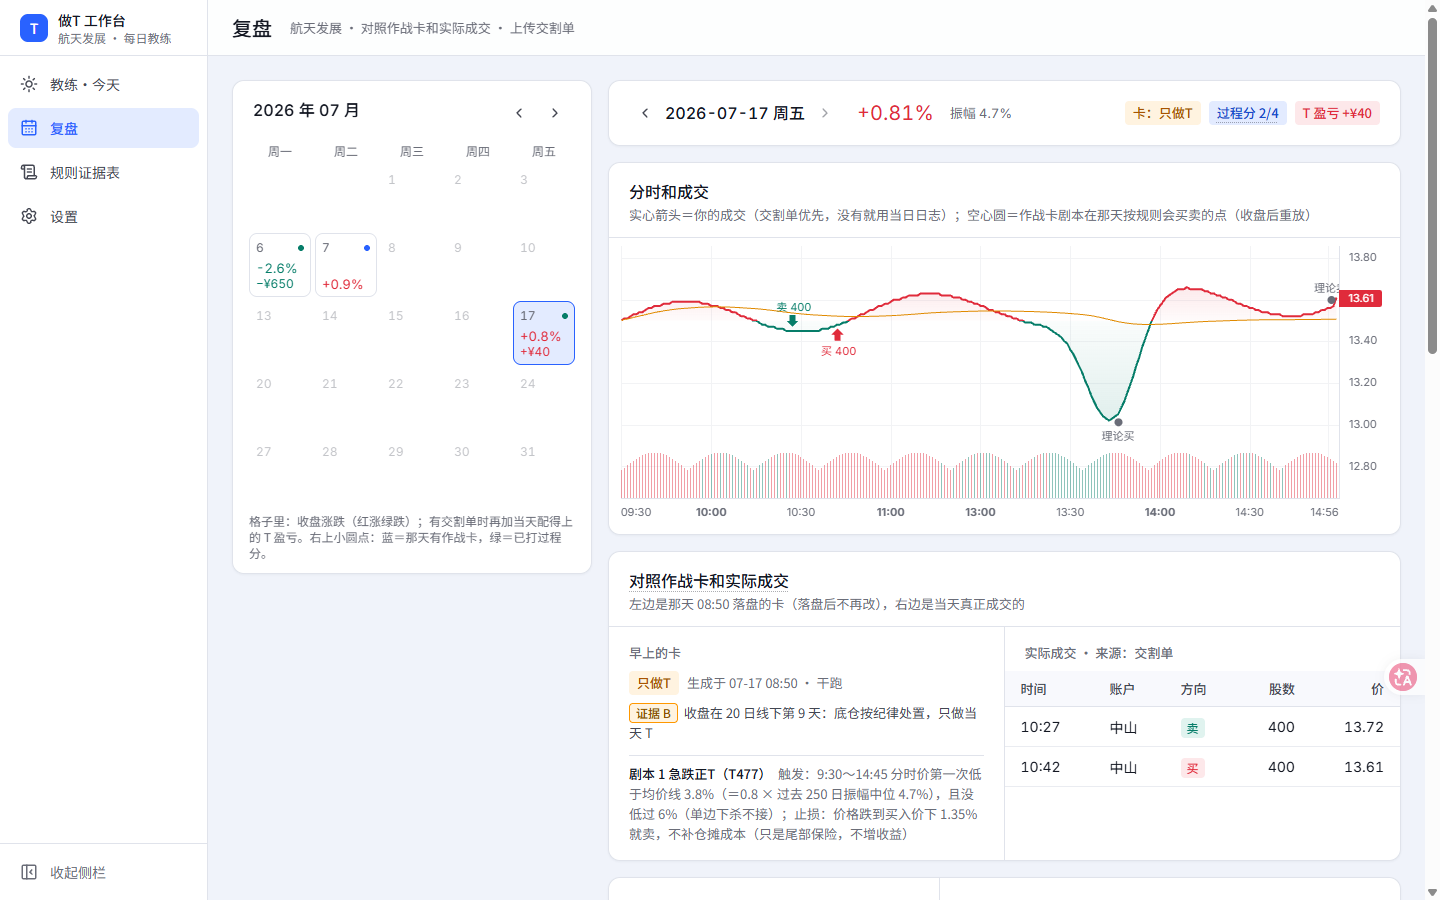 T
做T 工作台
航天发展 · 每日教练
教练·今天
复盘
规则证据表
设置
收起侧栏
复盘
航天发展 · 对照作战卡和实际成交 · 上传交割单
2026 年 07 月
周一 周二 周三 周四 周五
1 2 3
6 7 8 9 10
-2.6%
−¥650 +0.9%
13 14 15 16 17
+0.8%
+¥40
20 21 22 23 24
27 28 29 30 31
格子里：收盘涨跌（红涨绿跌）；有交割单时再加当天配得上
的 T 盈亏。右上小圆点：蓝＝那天有作战卡，绿＝已打过程
分。
2026-07-17 周五
+0.81%
振幅 4.7%
卡：只做T
过程分 2/4
T 盈亏 +¥40
分时和成交
实心箭头＝你的成交（交割单优先，没有就用当日日志）；空心圆＝作战卡剧本在那天按规则会买卖的点（收盘后重放）
13.80
理论
13.61
卖 400
13.40
买 400
13.20
13.00
理论买
12.80
09:30 10:00 10:30 11:00 13:00 13:30 14:00 14:30 14:56
对照作战卡和实际成交
左边是那天 08:50 落盘的卡（落盘后不再改），右边是当天真正成交的
早上的卡
只做T 生成于 07-17 08:50 · 干跑
证据 B 收盘在 20 日线下第 9 天：底仓按纪律处置，只做当
天 T
剧本 1 急跌正T（T477） 触发：9:30～14:45 分时价第一次低
于均价线 3.8%（＝0.8 × 过去 250 日振幅中位 4.7%），且没
低过 6%（单边下杀不接）；止损：价格跌到买入价下 1.35%
就卖，不补仓摊成本（只是尾部保险，不增收益）
实际成交 · 来源：交割单
时间 账户 方向 股数 价
10:27 中山 卖 400 13.72
10:42 中山 买 400 13.61